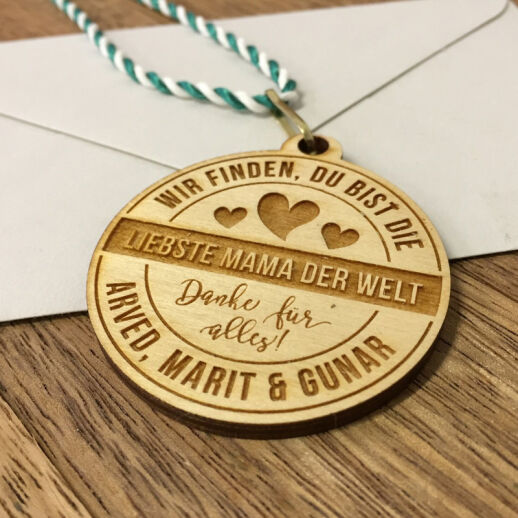 WIR FINDEN, DU BIST DIE
LIEBSTE MAMA DER WELT
Danke für
alles!
ARVED, MARIT & GUNAR